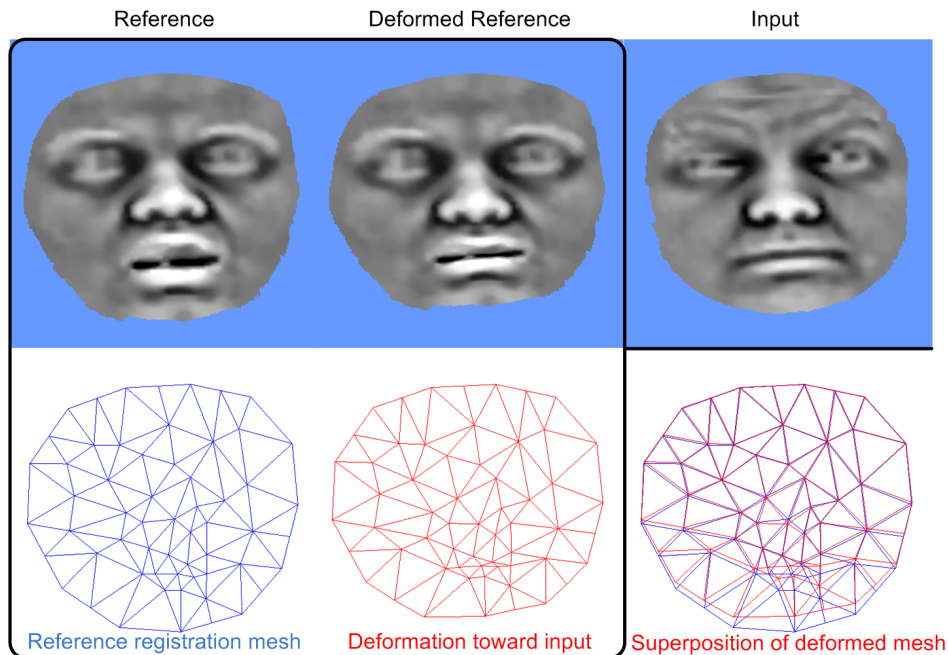 Reference
Deformed Reference
Input
Reference registration mesh
Deformation toward input
Superposition of deformed mesh